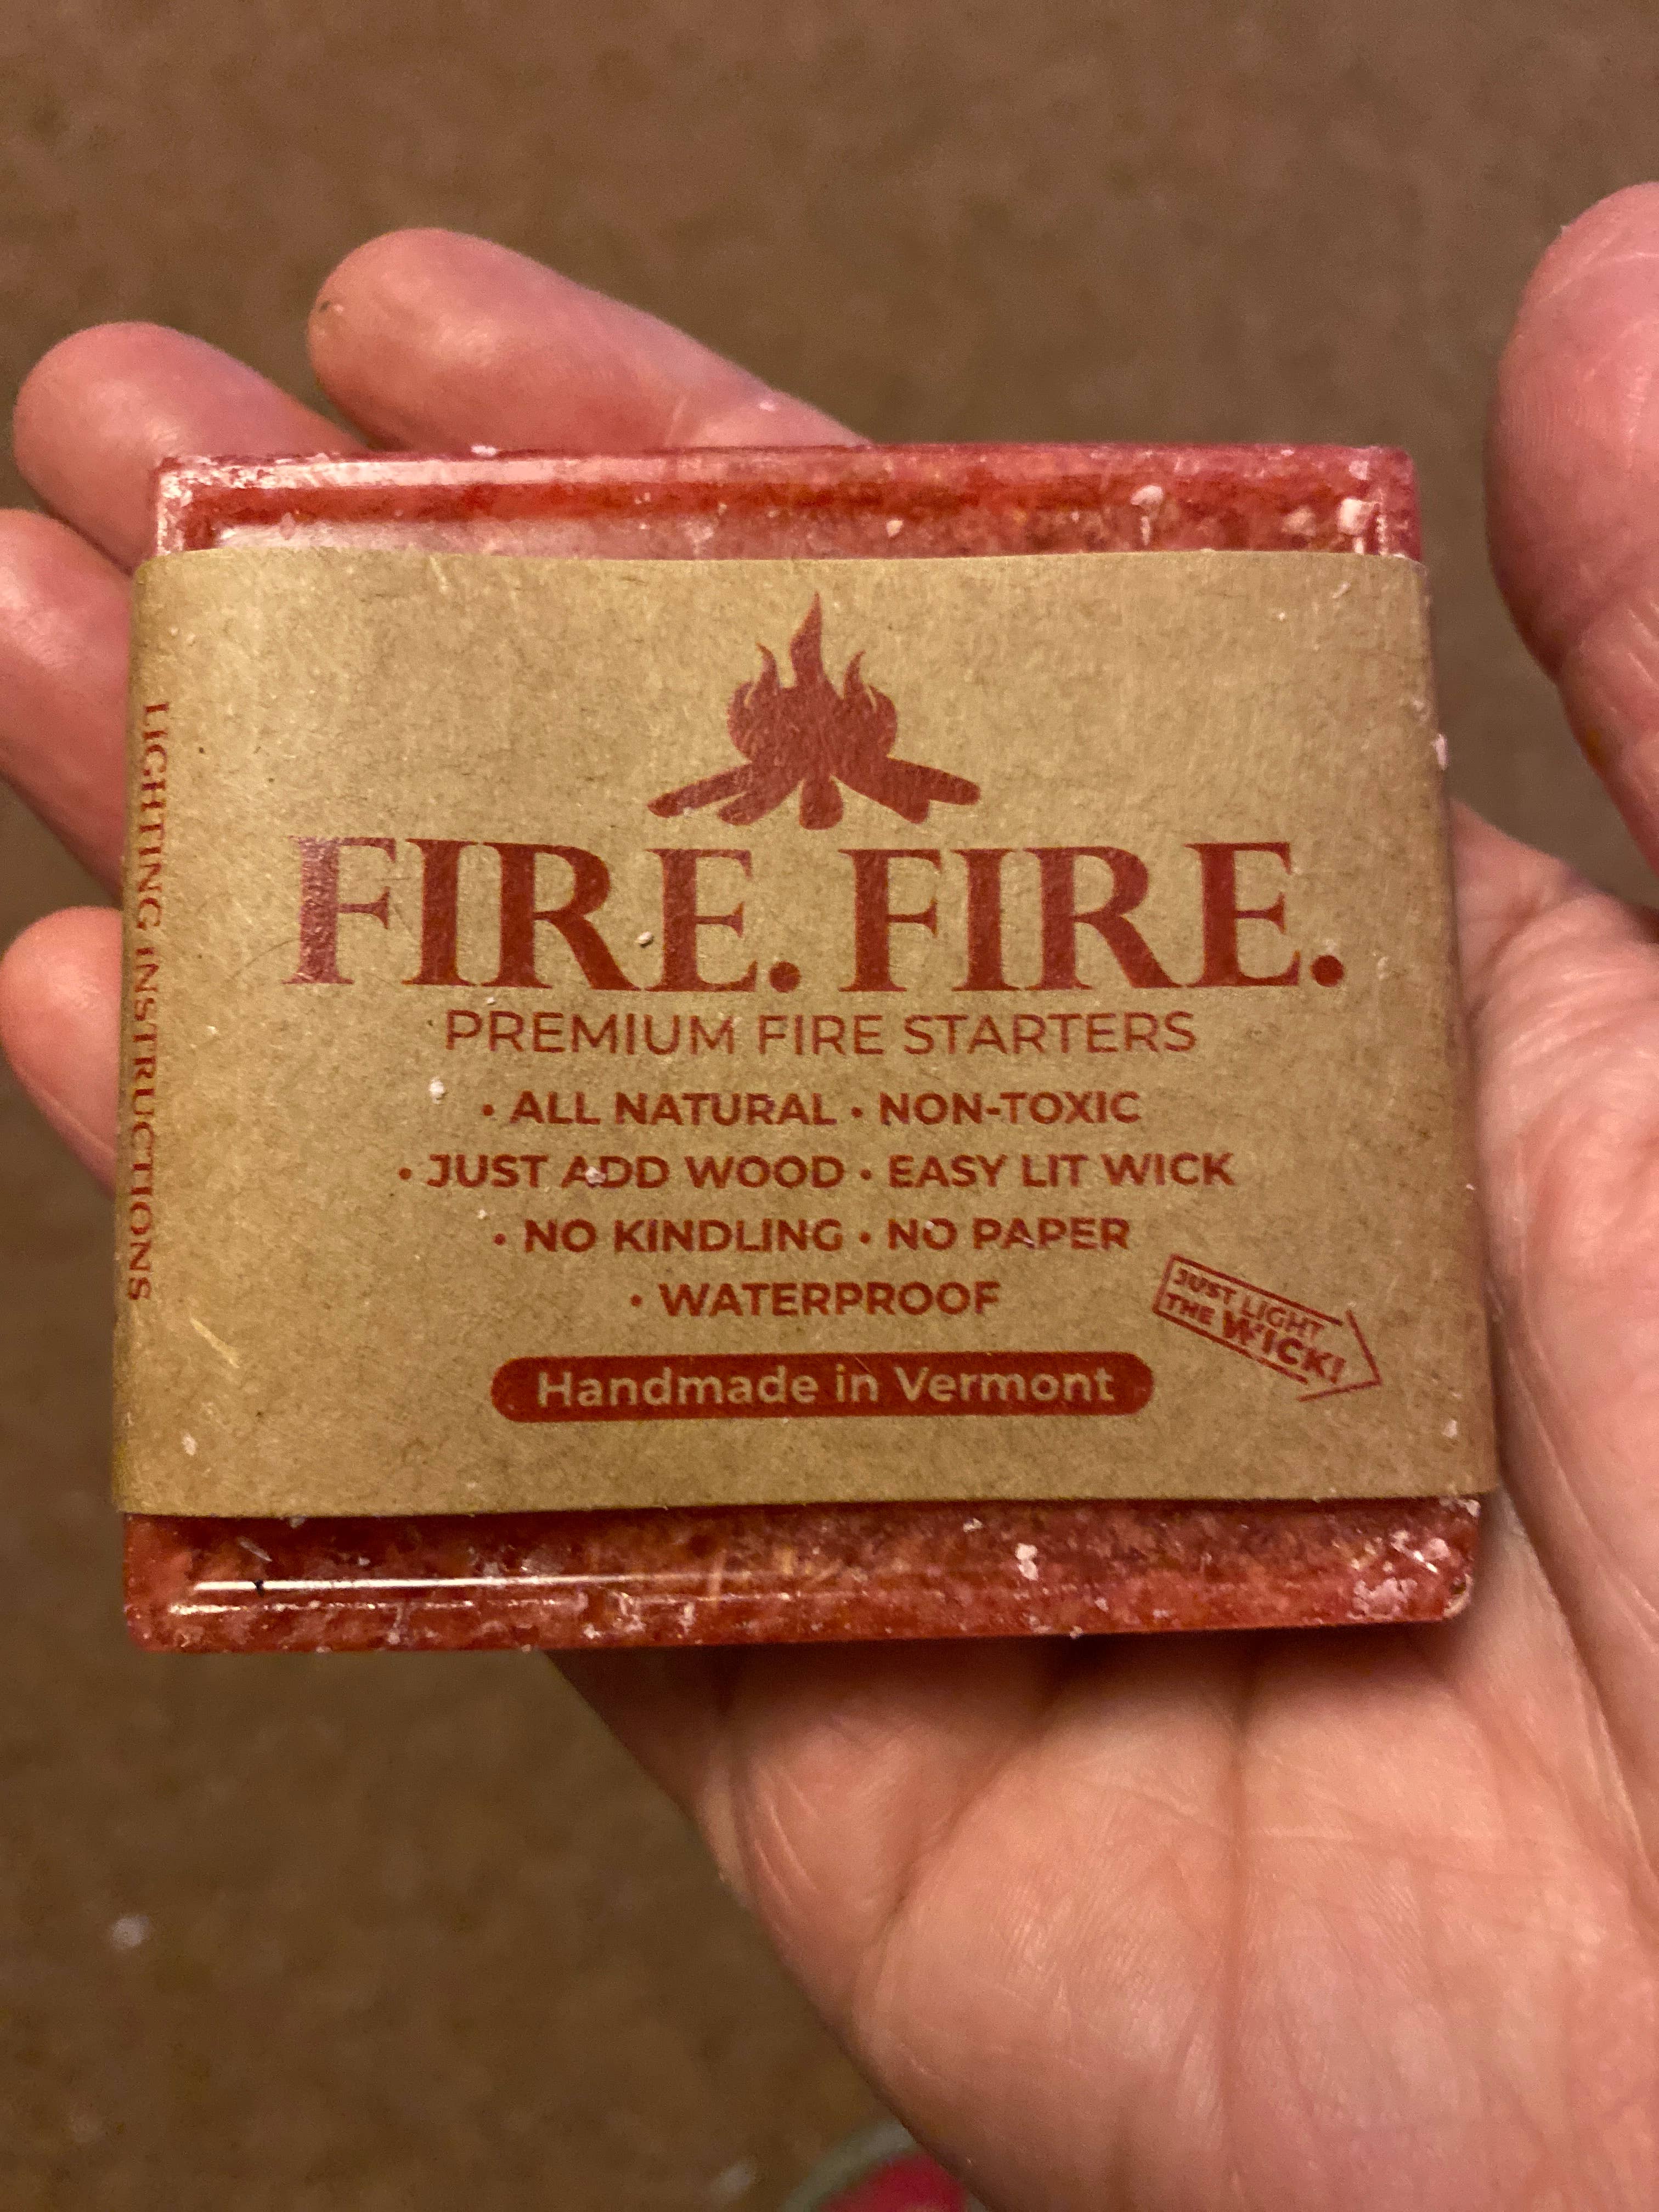 FIRE. FIRE.
PREMIUM FIRE STARTERS
• ALL NATURAL • NON-TOXIC
• JUST ADD WOOD • EASY LIT WICK
• NO KINDLING • NO PAPER
• WATERPROOF
JUST LIGHT
THE WICK!
Handmade in Vermont
LIGHTING INSTRUCTIONS